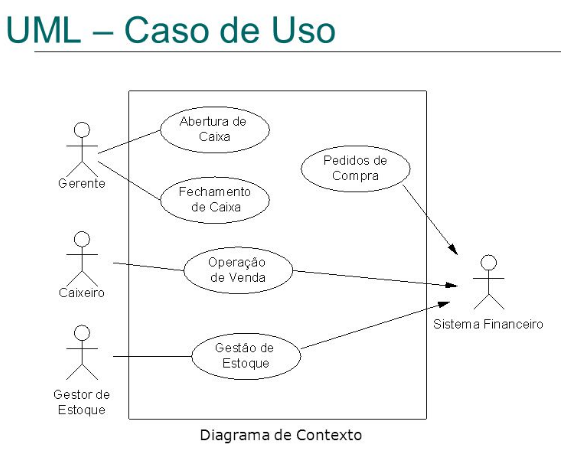 UML – Caso de Uso
Abertura de
Caixa
Gerente
Pedidos de
Compra
Fechamento
de Caixa
Caixeiro
Operação
de Venda
Sistema Financeiro
Gestão de
Estoque
Gestor de
Estoque
Diagrama de Contexto